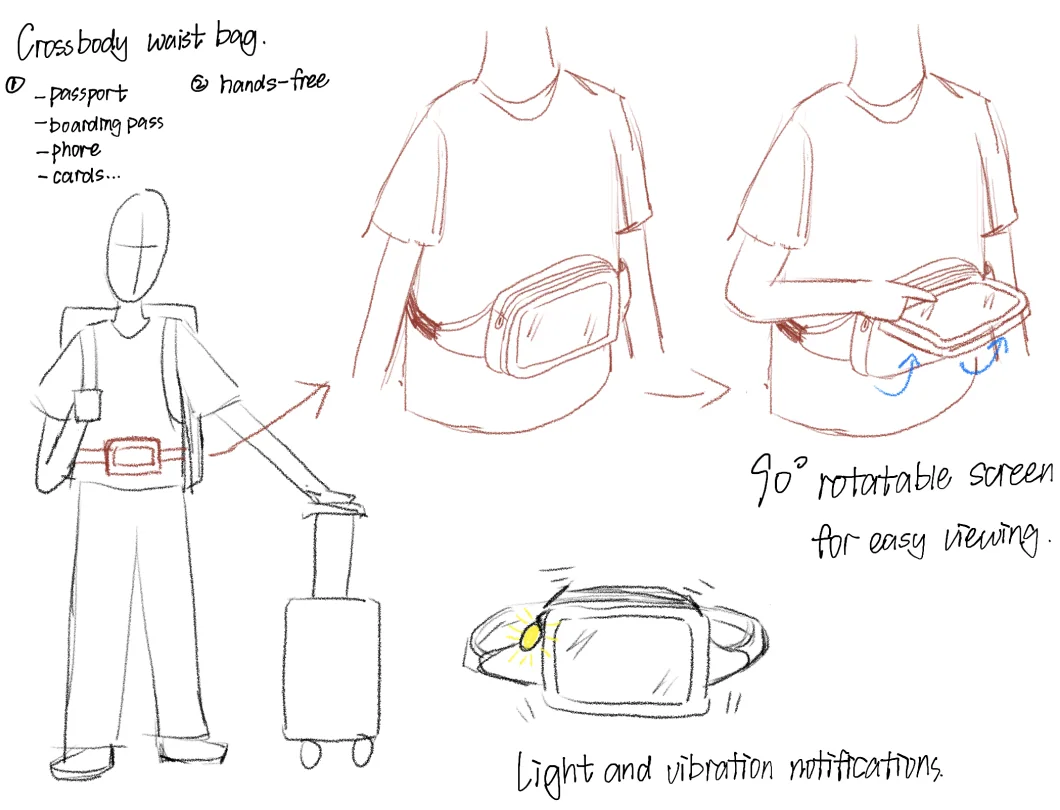 Crossbody waist bag.
① - passport
- boarding pass
- phone
- cards...
② hands-free
90° rotatable screen
for easy viewing.
Light and vibration notifications.